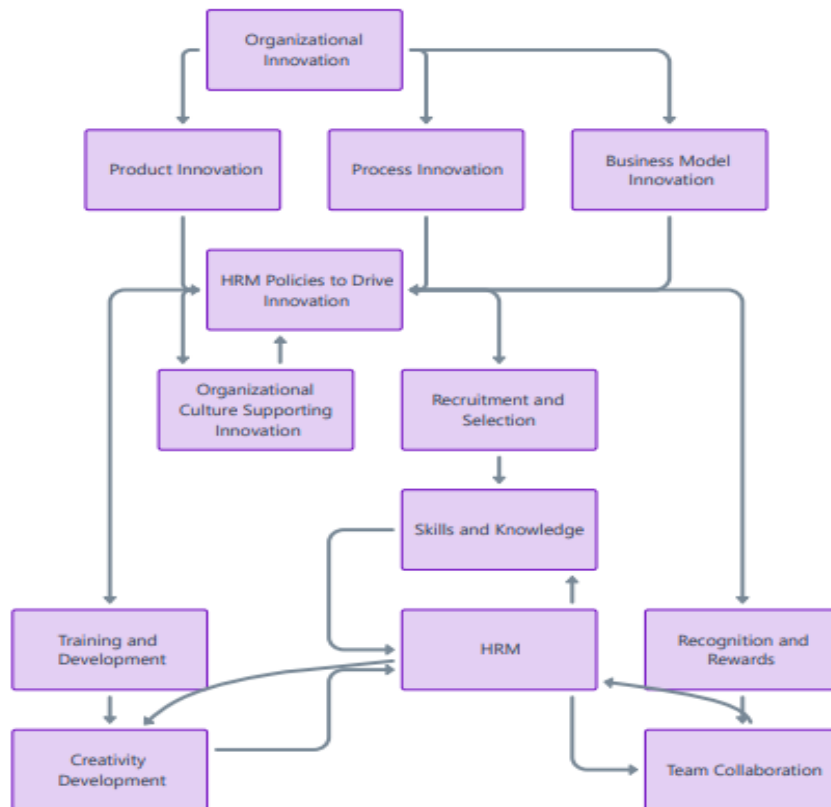 Organizational
Innovation
Product Innovation
Process Innovation
Business Model
Innovation
HRM Policies to Drive
Innovation
Organizational
Culture Supporting
Innovation
Recruitment and
Selection
Skills and Knowledge
Training and
Development
HRM
Recognition and
Rewards
Creativity
Development
Team Collaboration